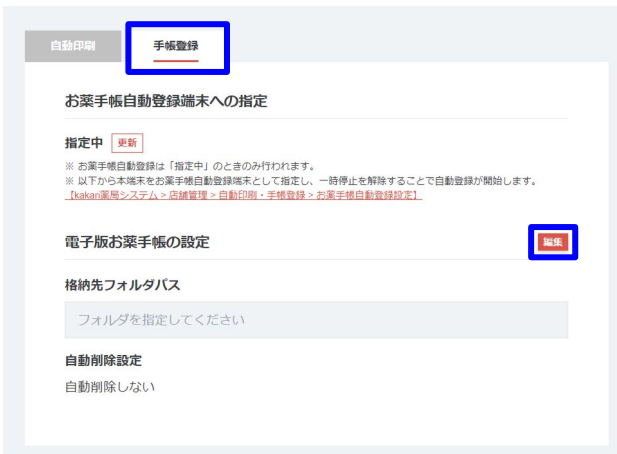 自動印刷 手帳登録
お薬手帳自動登録端末への指定
指定中 更新
※ お薬手帳自動登録は「指定中」のときのみ行われます。
※ 以下から本端末をお薬手帳自動登録端末として指定し、一時停止を解除することで自動登録が開始します。
【kakari薬局システム > 店舗管理 > 自動印刷・手帳登録 > お薬手帳自動登録設定】
電子版お薬手帳の設定 編集
格納先フォルダパス
フォルダを指定してください
自動削除設定
自動削除しない